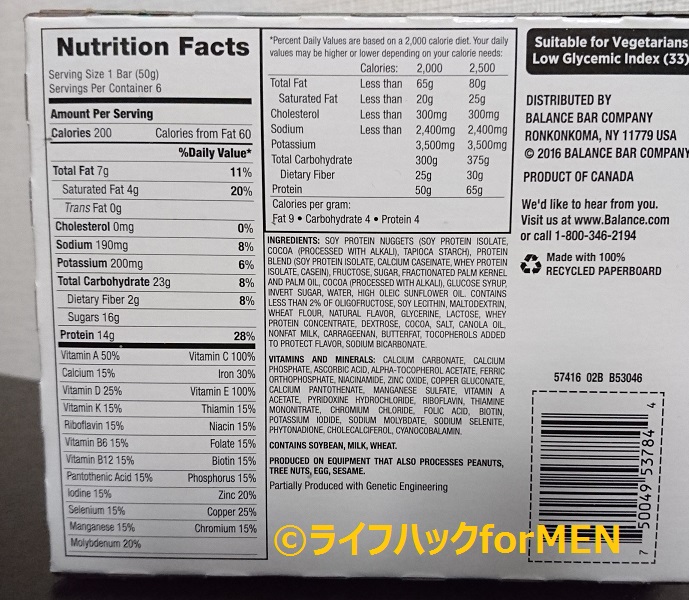 Nutrition Facts
Serving Size 1 Bar (50g)
Servings Per Container 6
Amount Per Serving
Calories 200 Calories from Fat 60
%Daily Value*
Total Fat 7g 11%
Saturated Fat 4g 20%
Trans Fat 0g
Cholesterol 0mg 0%
Sodium 190mg 8%
Potassium 200mg 6%
Total Carbohydrate 23g 8%
Dietary Fiber 2g 8%
Sugars 16g
Protein 14g 28%
Vitamin A 50% Vitamin C 100%
Calcium 15% Iron 30%
Vitamin D 25% Vitamin E 100%
Vitamin K 15% Thiamin 15%
Riboflavin 15% Niacin 15%
Vitamin B6 15% Folate 15%
Vitamin B12 15% Biotin 15%
Pantothenic Acid 15% Phosphorus 15%
Iodine 15% Zinc 20%
Selenium 15% Copper 25%
Manganese 15% Chromium 15%
Molybdenum 20%
*Percent Daily Values are based on a 2,000 calorie diet. Your daily
values may be higher or lower depending on your calorie needs:
Calories: 2,000 2,500
Total Fat Less than 65g 80g
Saturated Fat Less than 20g 25g
Cholesterol Less than 300mg 300mg
Sodium Less than 2,400mg 2,400mg
Potassium 3,500mg 3,500mg
Total Carbohydrate 300g 375g
Dietary Fiber 25g 30g
Protein 50g 65g
Calories per gram:
Fat 9 • Carbohydrate 4 • Protein 4
INGREDIENTS: SOY PROTEIN NUGGETS (SOY PROTEIN ISOLATE,
COCOA (PROCESSED WITH ALKALI), TAPIOCA STARCH), PROTEIN
BLEND (SOY PROTEIN ISOLATE, CALCIUM CASEINATE, WHEY PROTEIN
ISOLATE, CASEIN), FRUCTOSE, SUGAR, FRACTIONATED PALM KERNEL
AND PALM OIL, COCOA (PROCESSED WITH ALKALI), GLUCOSE SYRUP,
INVERT SUGAR, WATER, HIGH OLEIC SUNFLOWER OIL. CONTAINS
LESS THAN 2% OF OLIGOFRUCTOSE, SOY LECITHIN, MALTODEXTRIN,
WHEAT FLOUR, NATURAL FLAVOR, GLYCERINE, LACTOSE, WHEY
PROTEIN CONCENTRATE, DEXTROSE, COCOA, SALT, CANOLA OIL,
NONFAT MILK, CARRAGEENAN, BUTTERFAT, TOCOPHEROLS ADDED
TO PROTECT FLAVOR, SODIUM BICARBONATE.
VITAMINS AND MINERALS: CALCIUM CARBONATE, CALCIUM
PHOSPHATE, ASCORBIC ACID, ALPHA-TOCOPHEROL ACETATE, FERRIC
ORTHOPHOSPHATE, NIACINAMIDE, ZINC OXIDE, COPPER GLUCONATE,
CALCIUM PANTOTHENATE, MANGANESE SULFATE, VITAMIN A
ACETATE, PYRIDOXINE HYDROCHLORIDE, RIBOFLAVIN, THIAMINE
MONONITRATE, CHROMIUM CHLORIDE, FOLIC ACID, BIOTIN,
POTASSIUM IODIDE, SODIUM MOLYBDATE, SODIUM SELENITE,
PHYTONADIONE, CHOLECALCIFEROL, CYANOCOBALAMIN.
CONTAINS SOYBEAN, MILK, WHEAT.
PRODUCED ON EQUIPMENT THAT ALSO PROCESSES PEANUTS,
TREE NUTS, EGG, SESAME.
Partially Produced with Genetic Engineering
Suitable for Vegetarians
Low Glycemic Index (33)
DISTRIBUTED BY
BALANCE BAR COMPANY
RONKONKOMA, NY 11779 USA
© 2016 BALANCE BAR COMPANY
PRODUCT OF CANADA
We'd like to hear from you.
Visit us at www.Balance.com
or call 1-800-346-2194
Made with 100%
RECYCLED PAPERBOARD
57416 02B B53046
7 50049 53784 4
©ライフハックforMEN